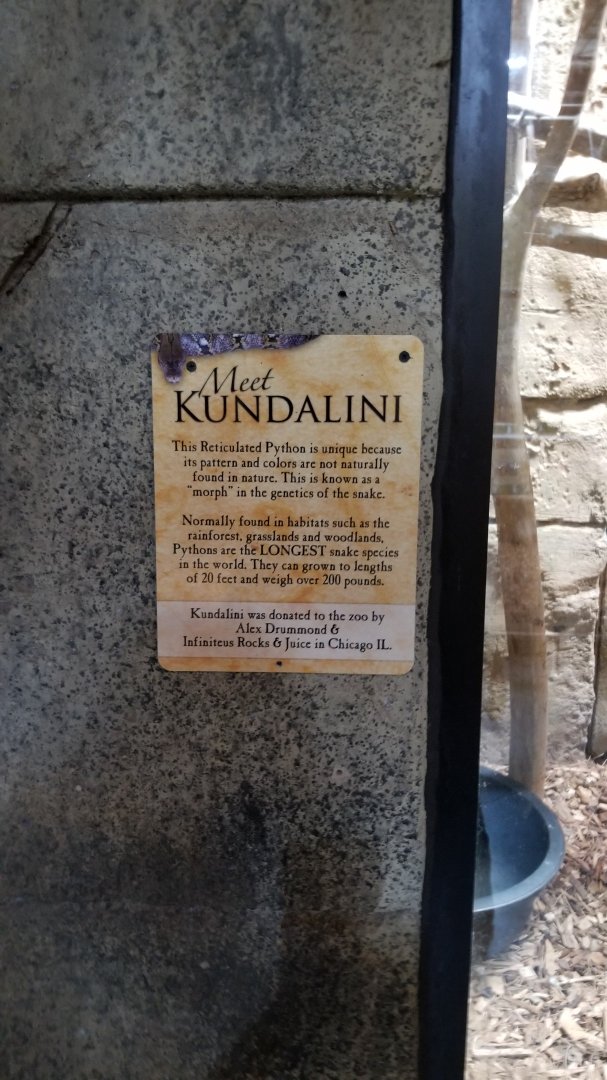 Meet
KUNDALINI
This Reticulated Python is unique because
its pattern and colors are not naturally
found in nature. This is known as a
"morph" in the genetics of the snake.
Normally found in habitats such as the
rainforest, grasslands and woodlands,
Pythons are the LONGEST snake species
in the world. They can grown to lengths
of 20 feet and weigh over 200 pounds.
Kundalini was donated to the zoo by
Alex Drummond &
Infiniteus Rocks & Juice in Chicago IL.